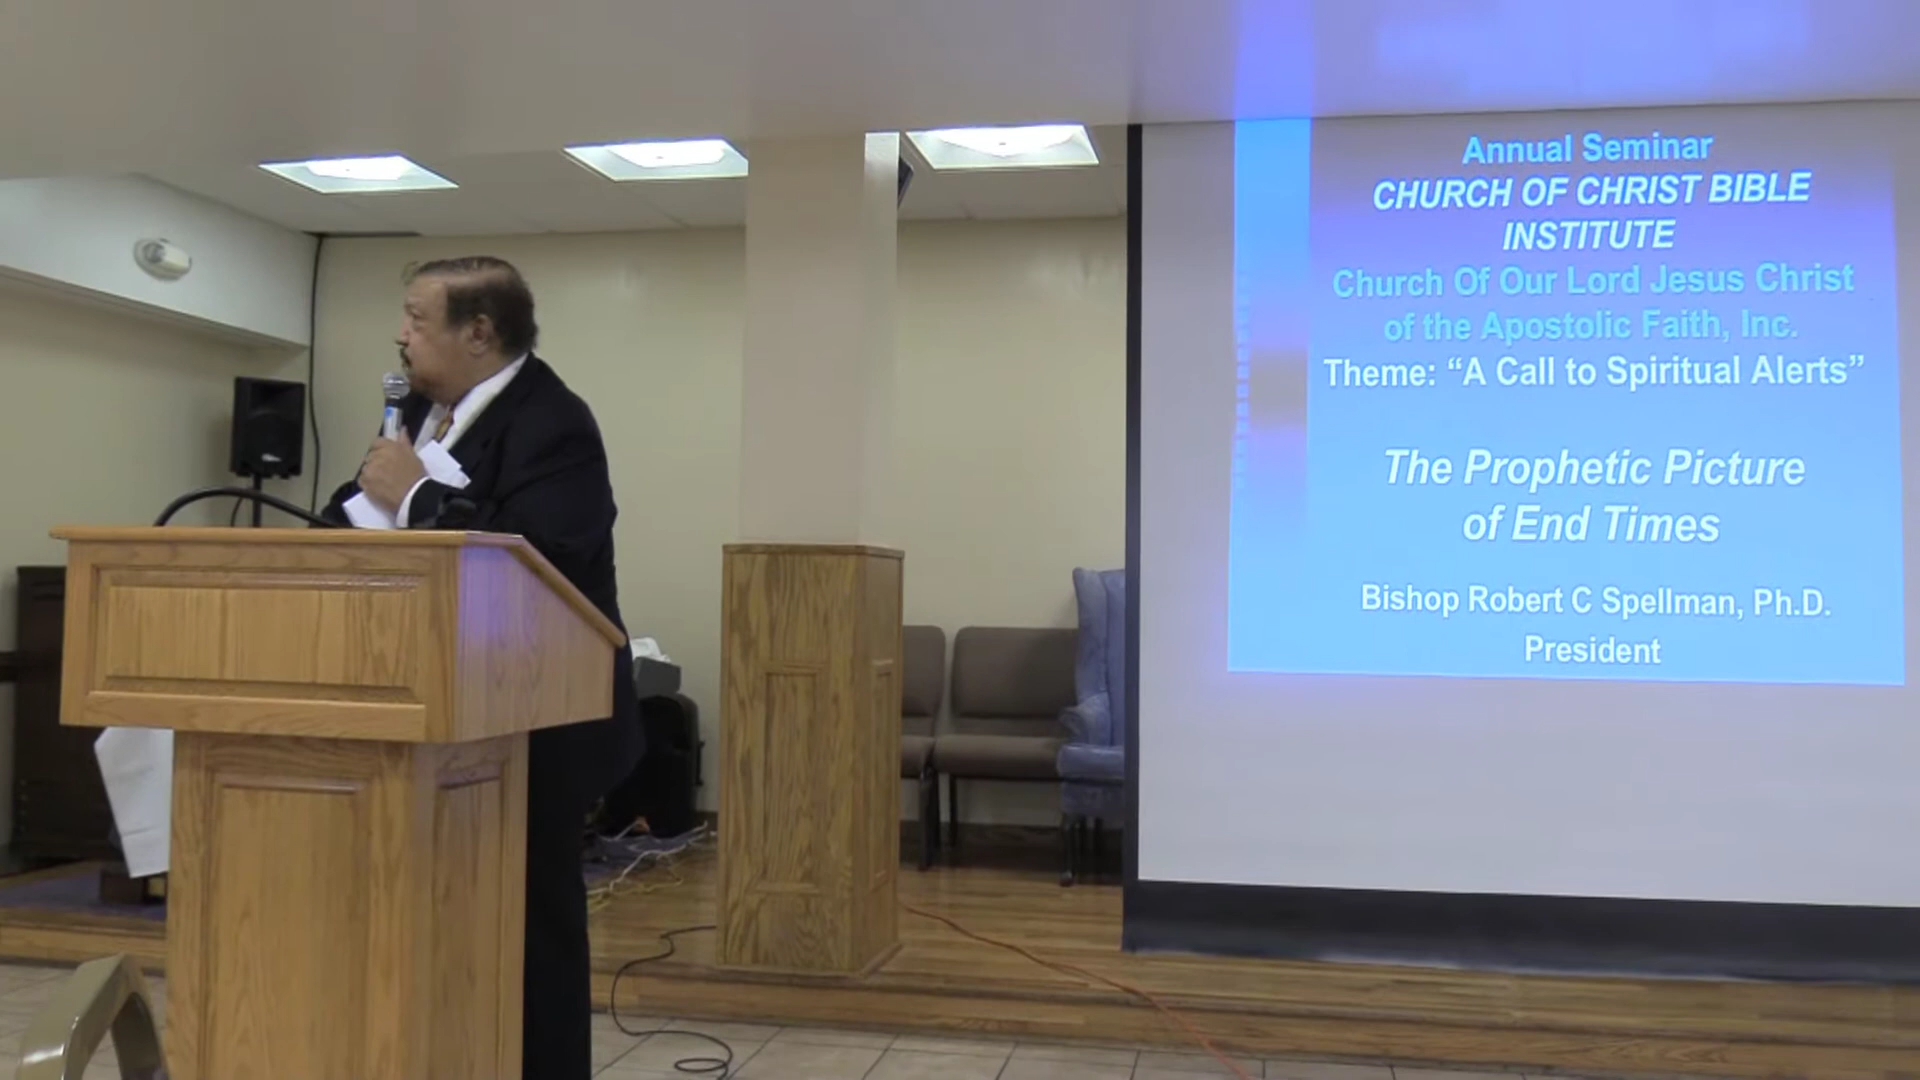 Annual Seminar
CHURCH OF CHRIST BIBLE
INSTITUTE
Church Of Our Lord Jesus Christ
of the Apostolic Faith, Inc.
Theme: “A Call to Spiritual Alerts”
The Prophetic Picture
of End Times
Bishop Robert C Spellman, Ph.D.
President